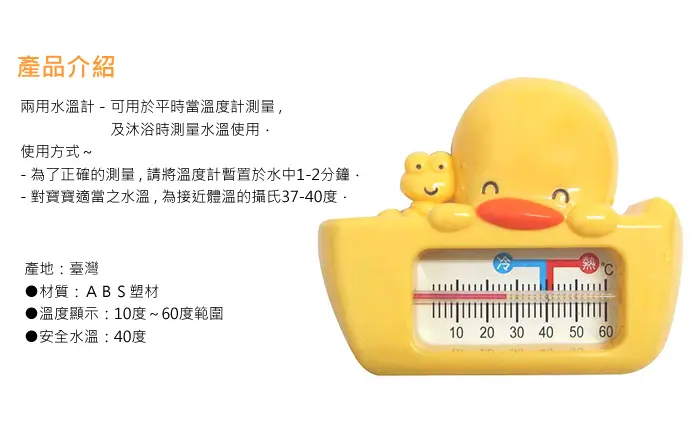 產品介紹
兩用水溫計 - 可用於平時當溫度計測量，
及沐浴時測量水溫使用．
使用方式~
- 為了正確的測量，請將溫度計暫置於水中1-2分鐘．
- 對寶寶適當之水溫，為接近體溫的攝氏37-40度．
產地：臺灣
●材質：ＡＢＳ塑材
●溫度顯示：10度~60度範圍
●安全水溫：40度
冷 熱 °C
10 20 30 40 50 60